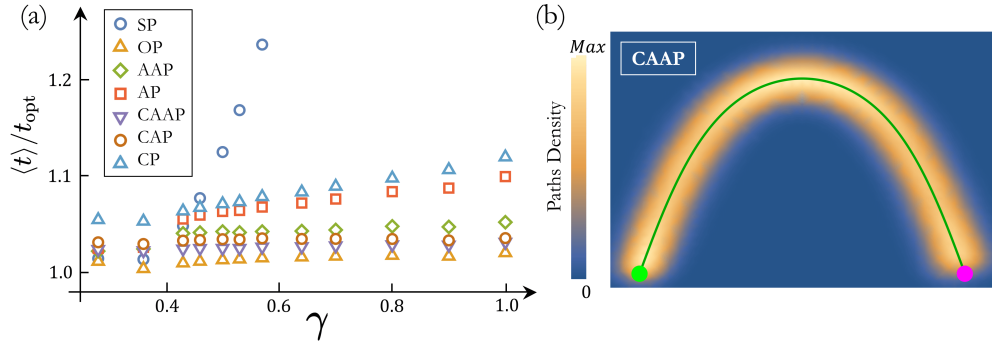 (a)
⟨t⟩/t_opt
1.2
1.1
1.0
SP
OP
AAP
AP
CAAP
CAP
CP
0.4
0.6
0.8
1.0
γ
(b)
Max
Paths Density
0
CAAP